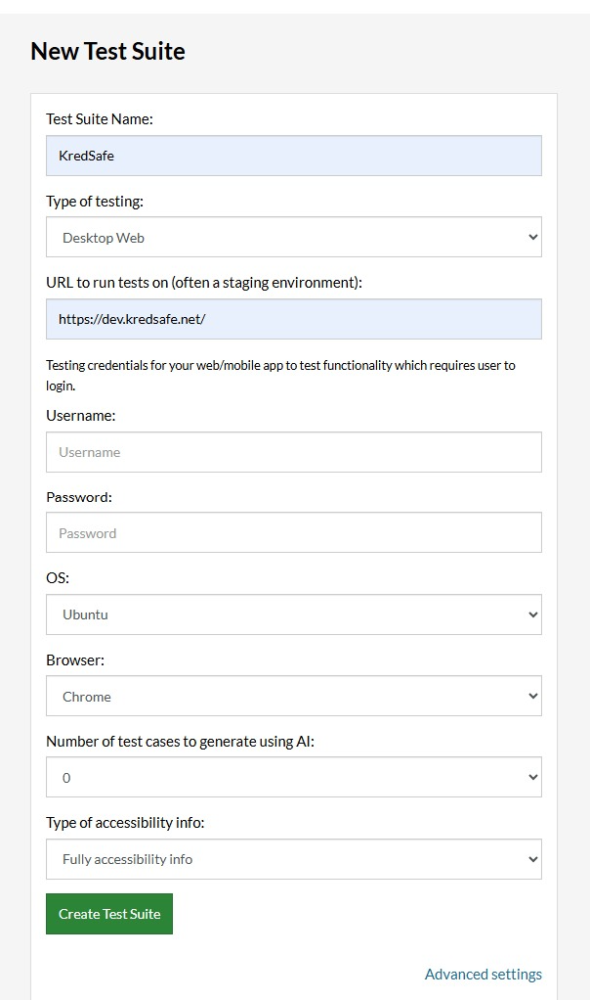 New Test Suite
Test Suite Name:
KredSafe
Type of testing:
Desktop Web
URL to run tests on (often a staging environment):
https://dev.kredsafe.net/
Testing credentials for your web/mobile app to test functionality which requires user to
login.
Username:
Username
Password:
Password
OS:
Ubuntu
Browser:
Chrome
Number of test cases to generate using AI:
0
Type of accessibility info:
Fully accessibility info
Create Test Suite
Advanced settings